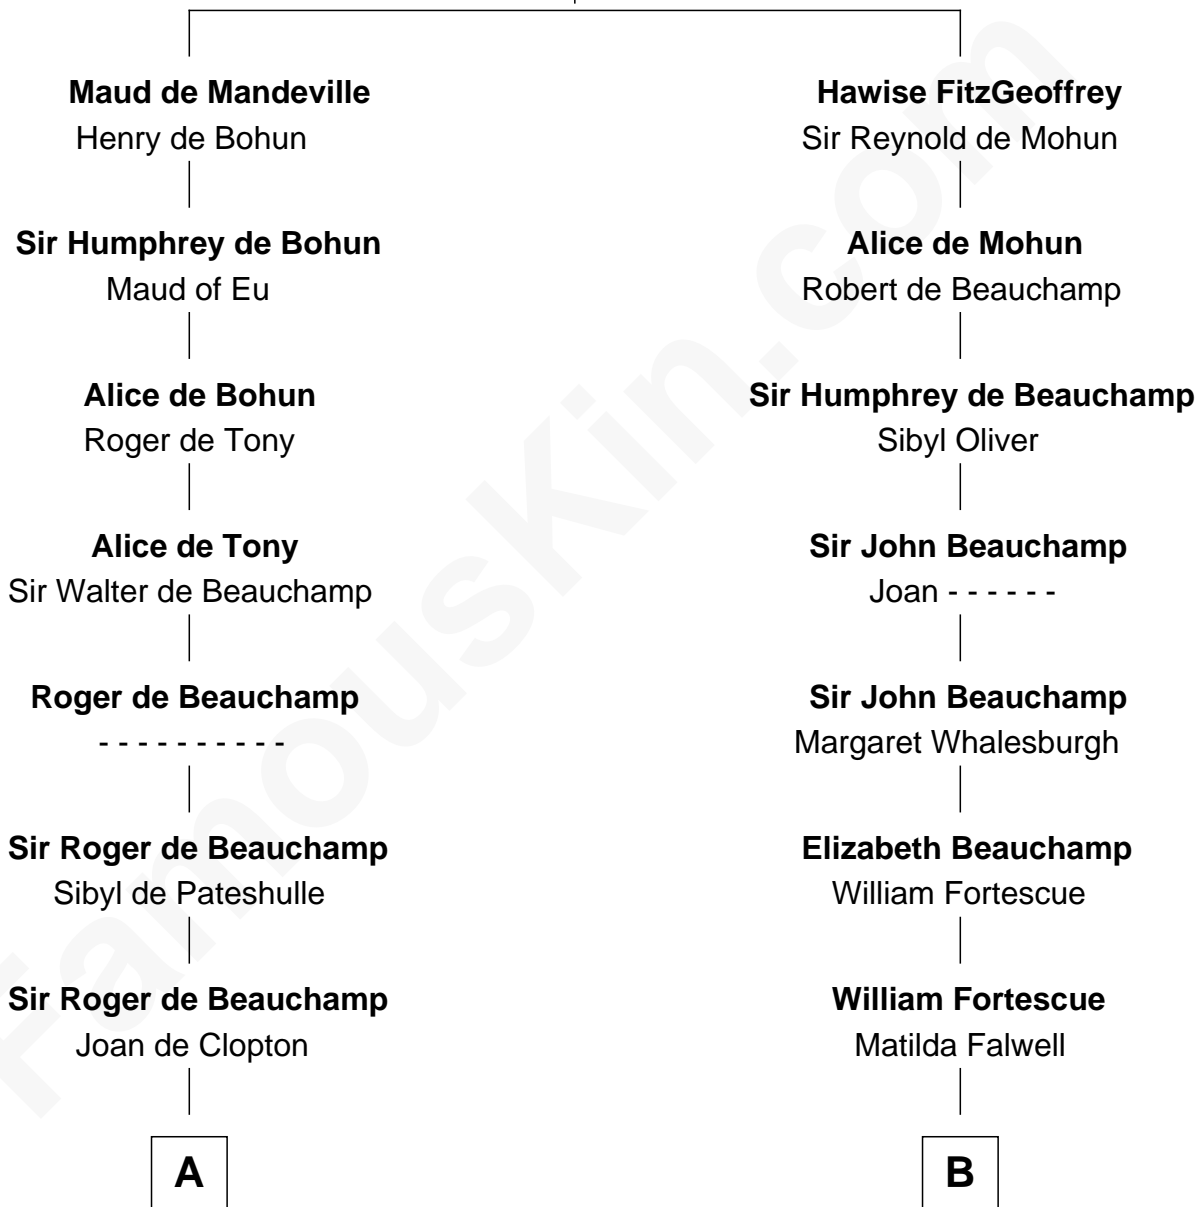 Maud de Mandeville
Henry de Bohun
Sir Humphrey de Bohun
Maud of Eu
Alice de Bohun
Roger de Tony
Alice de Tony
Sir Walter de Beauchamp
Roger de Beauchamp
- - - - - - - - - -
Sir Roger de Beauchamp
Sibyl de Pateshulle
Sir Roger de Beauchamp
Joan de Clopton
A
Hawise FitzGeoffrey
Sir Reynold de Mohun
Alice de Mohun
Robert de Beauchamp
Sir Humphrey de Beauchamp
Sibyl Oliver
Sir John Beauchamp
Joan - - - - - -
Sir John Beauchamp
Margaret Whalesburgh
Elizabeth Beauchamp
William Fortescue
William Fortescue
Matilda Falwell
B
FamousKin.com